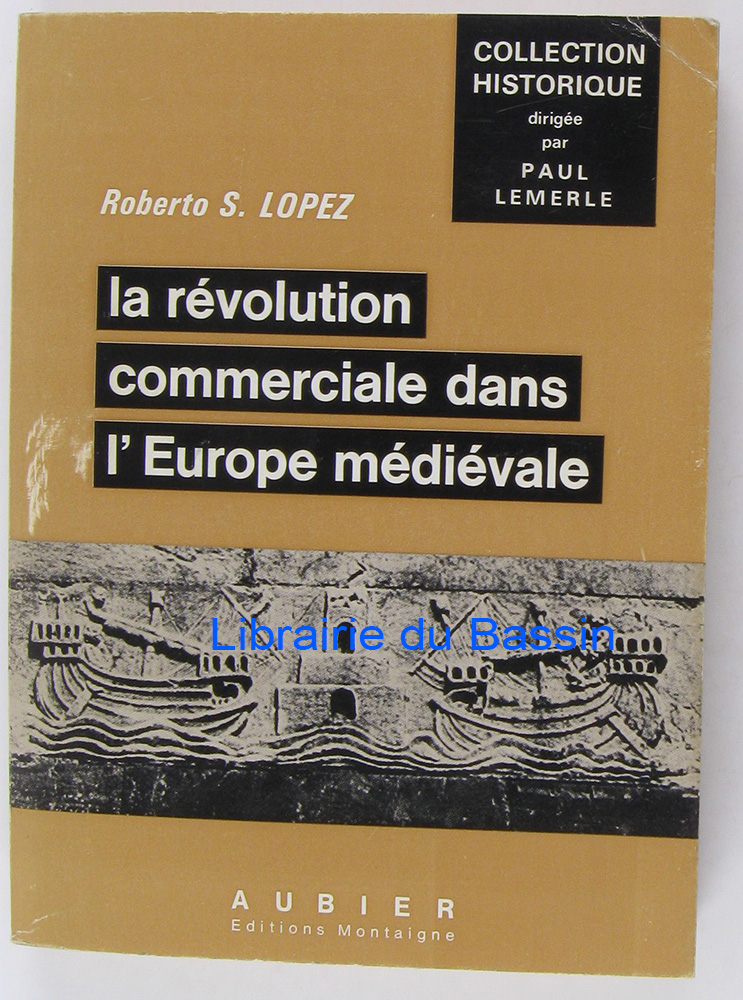 COLLECTION
HISTORIQUE
dirigée
par
PAUL
LEMERLE
Roberto S. LOPEZ
la révolution
commerciale dans
l'Europe médiévale
Librairie du Bassin
AUBIER
Editions Montaigne